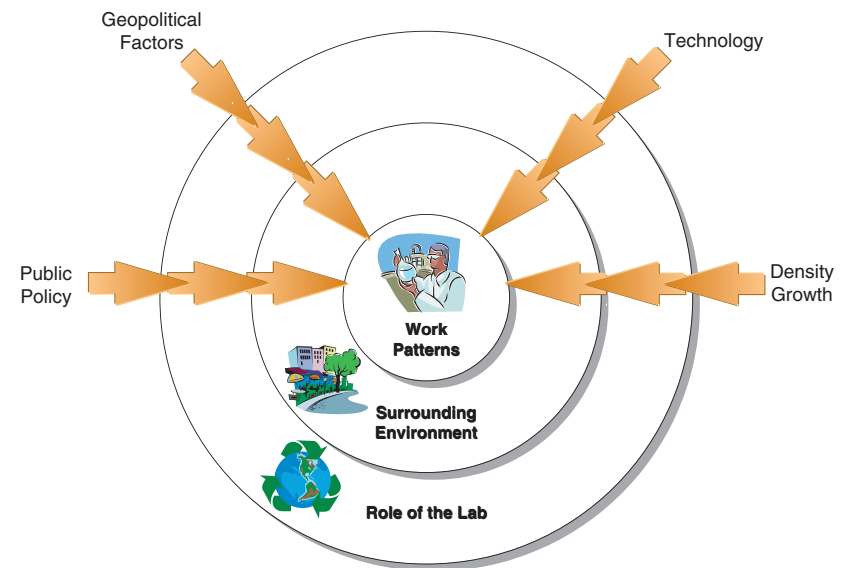 Geopolitical
Factors
Technology
Public
Policy
Density
Growth
Work
Patterns
Surrounding
Environment
Role of the Lab